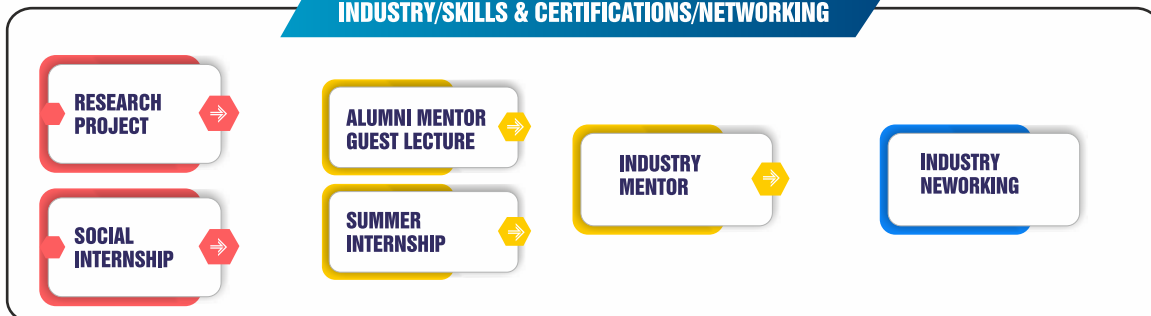 INDUSTRY/SKILLS & CERTIFICATIONS/NETWORKING
RESEARCH
PROJECT
SOCIAL
INTERNSHIP
ALUMNI MENTOR
GUEST LECTURE
SUMMER
INTERNSHIP
INDUSTRY
MENTOR
INDUSTRY
NEWORKING